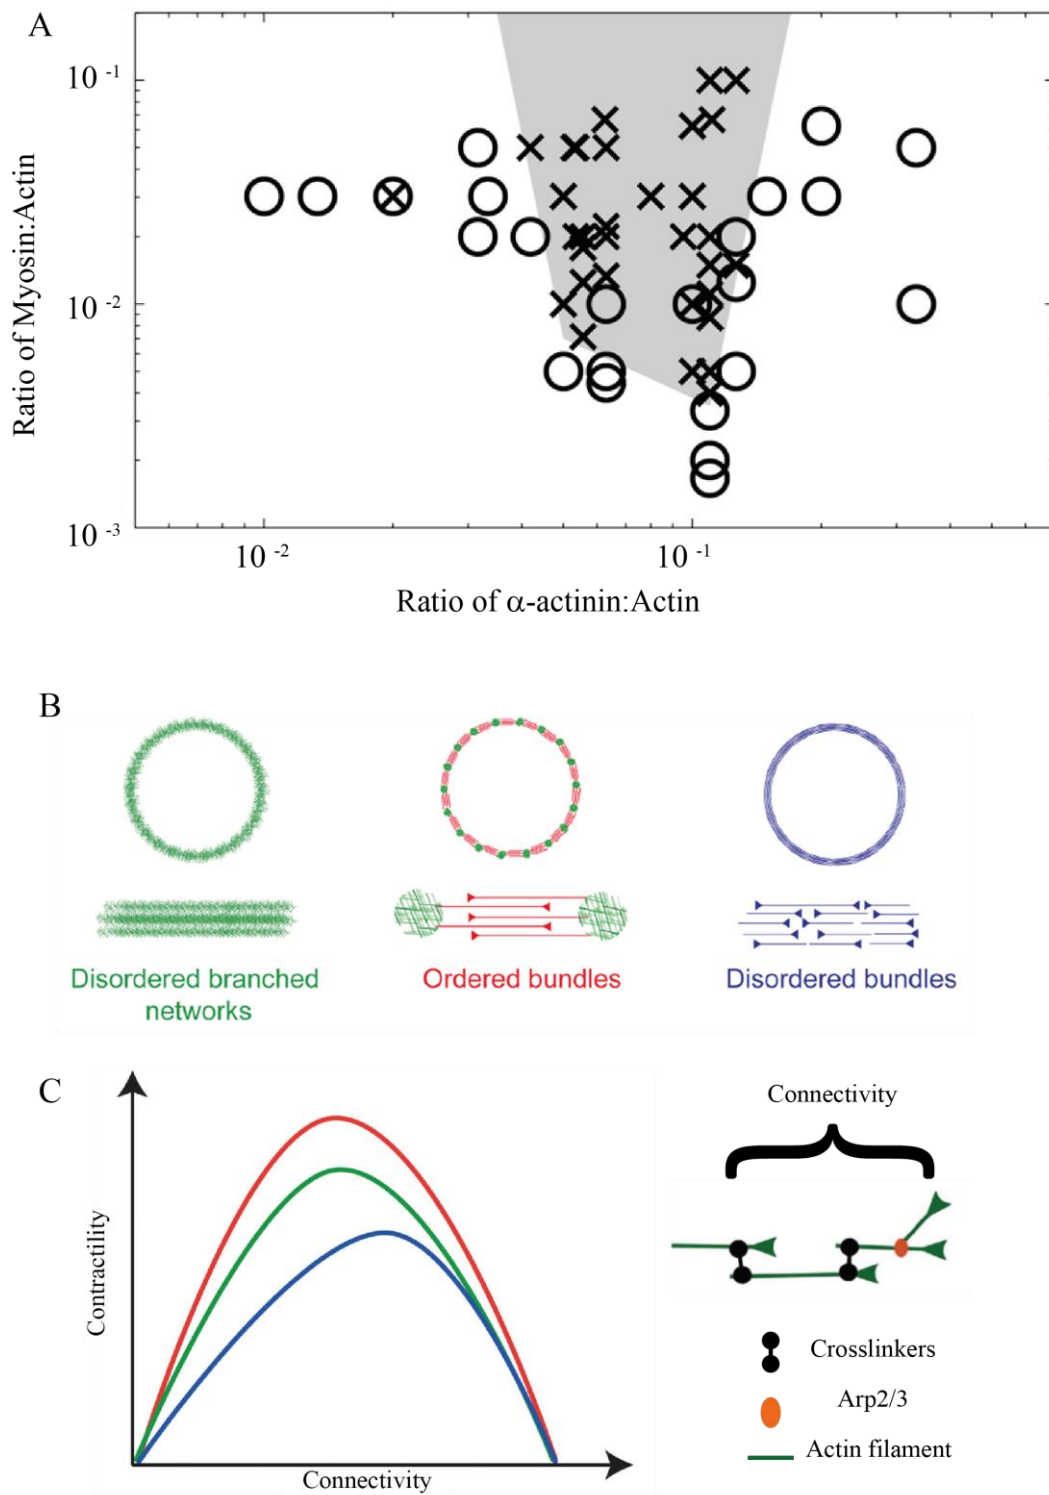 A
10 -1
10 -2
10 -3
Ratio of Myosin:Actin
10 -2
10 -1
Ratio of α-actinin:Actin
B
Disordered branched
networks
Ordered bundles
Disordered bundles
C
Contractility
Connectivity
Connectivity
Crosslinkers
Arp2/3
Actin filament